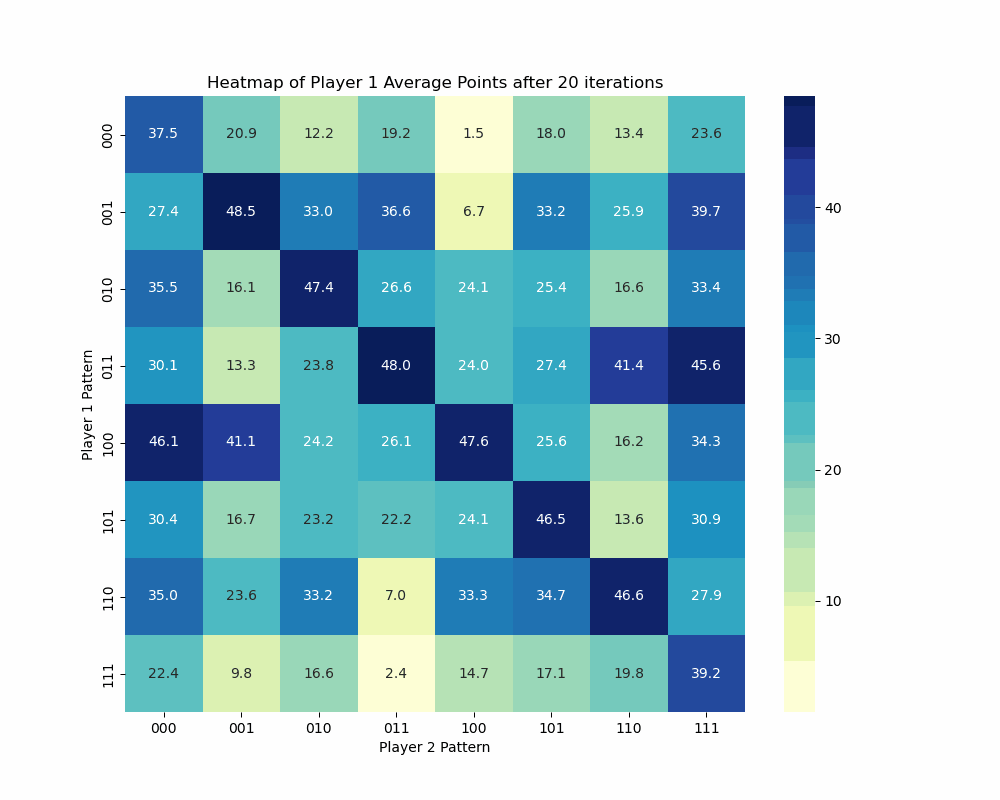 Heatmap of Player 1 Average Points after 20 iterations
000 37.5 20.9 12.2 19.2 1.5 18.0 13.4 23.6
001 27.4 48.5 33.0 36.6 6.7 33.2 25.9 39.7 40
010 35.5 16.1 47.4 26.6 24.1 25.4 16.6 33.4
30
011 30.1 13.3 23.8 48.0 24.0 27.4 41.4 45.6
Player 1 Pattern
100 46.1 41.1 24.2 26.1 47.6 25.6 16.2 34.3
20
101 30.4 16.7 23.2 22.2 24.1 46.5 13.6 30.9
110 35.0 23.6 33.2 7.0 33.3 34.7 46.6 27.9 10
111 22.4 9.8 16.6 2.4 14.7 17.1 19.8 39.2
000 001 010 011 100 101 110 111
Player 2 Pattern